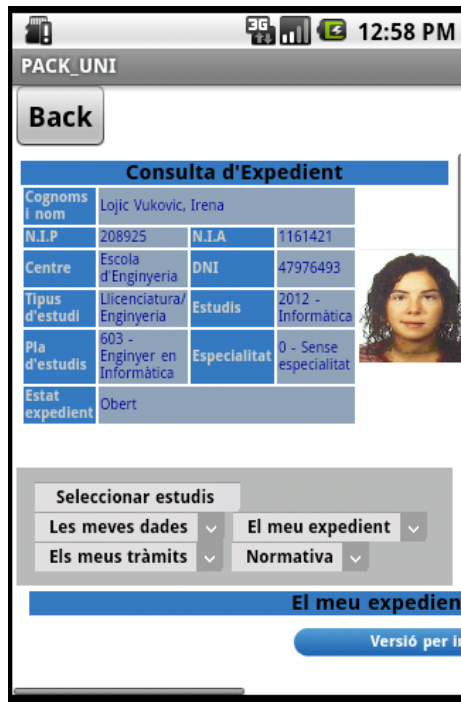 3G 12:58 PM
PACK_UNI
Back
Consulta d'Expedient
Cognoms i nom Lojic Vukovic, Irena
N.I.P 208925 N.I.A 1161421
Centre Escola d'Enginyeria DNI 47976493
Tipus d'estudi Llicenciatura/ Enginyeria Estudis 2012 - Informàtica
Pla d'estudis 603 - Enginyer en Informàtica Especialitat 0 - Sense especialitat
Estat expedient Obert
Seleccionar estudis
Les meves dades El meu expedient
Els meus tràmits Normativa
El meu expedien
Versió per i